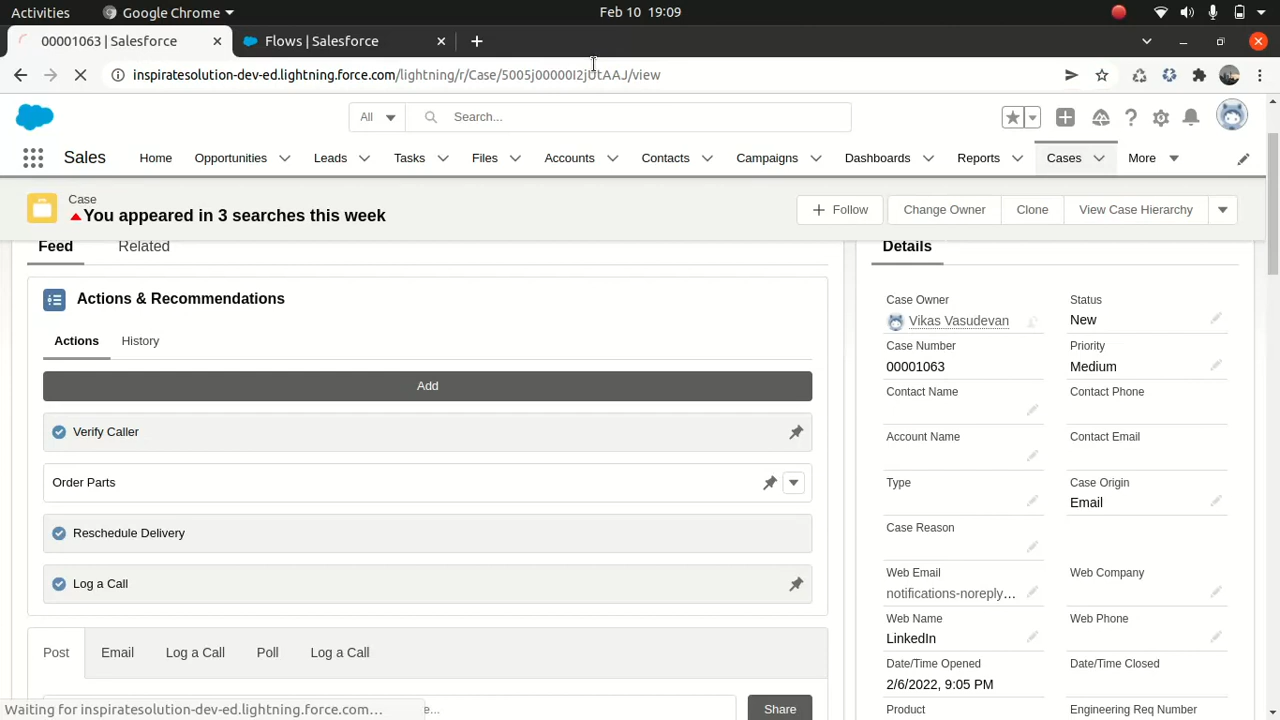 Activities
Google Chrome
Feb 10 19:09
00001063 | Salesforce
Flows | Salesforce
inspiratesolution-dev-ed.lightning.force.com/lightning/r/Case/5005j00000I2jUtAAJ/view
All
Search...
Sales
Home
Opportunities
Leads
Tasks
Files
Accounts
Contacts
Campaigns
Dashboards
Reports
Cases
More
Case
You appeared in 3 searches this week
Follow
Change Owner
Clone
View Case Hierarchy
Feed
Related
Details
Actions & Recommendations
Actions
History
Add
Verify Caller
Order Parts
Reschedule Delivery
Log a Call
Post
Email
Log a Call
Poll
Log a Call
e...
Share
Case Owner
Vikas Vasudevan
Status
New
Case Number
00001063
Priority
Medium
Contact Name
Contact Phone
Account Name
Contact Email
Type
Case Origin
Email
Case Reason
Web Email
notifications-noreply...
Web Company
Web Name
LinkedIn
Web Phone
Date/Time Opened
2/6/2022, 9:05 PM
Date/Time Closed
Product
Engineering Req Number
Waiting for inspiratesolution-dev-ed.lightning.force.com...